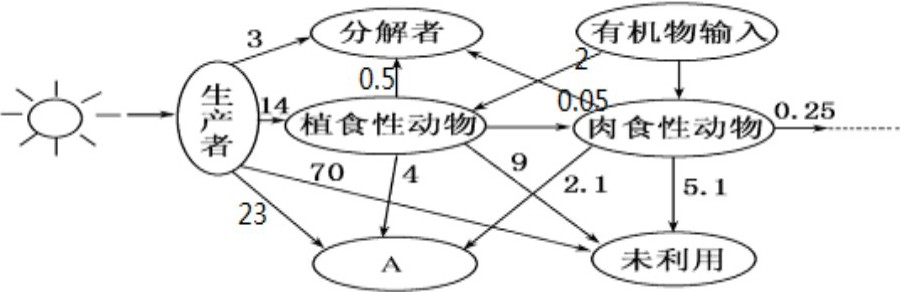 3
分解者
有机物输入
2
0.5
0.05
生产者
14
植食性动物
肉食性动物
0.25
70
4
9
2.1
5.1
23
A
未利用